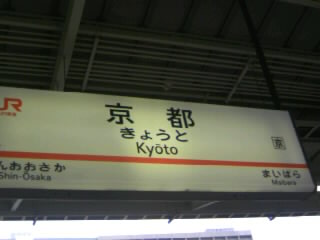 JR
京都
きょうと
Kyōto
京
んおおさか
Shin-Ōsaka
まいばら
Maibara